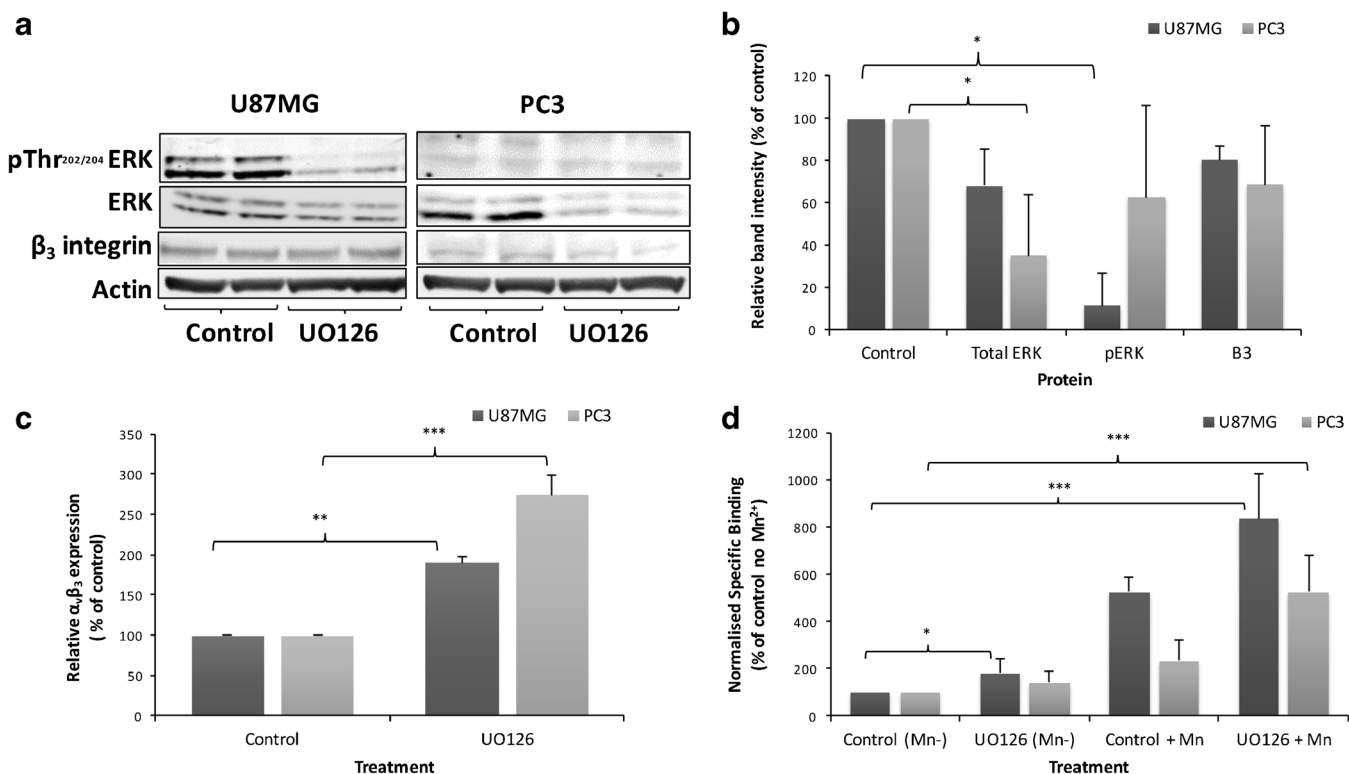 a
U87MG
PC3
pThr202/204 ERK
ERK
β3 integrin
Actin
Control
UO126
Control
UO126
b
U87MG
PC3
Relative band intensity (% of control)
120
100
80
60
40
20
0
*
*
Control
Total ERK
pERK
B3
Protein
c
U87MG
PC3
Relative αvβ3 expression
( % of control)
350
300
250
200
150
100
50
0
**
***
Control
UO126
Treatment
d
U87MG
PC3
Normalised Specific Binding
(% of control no Mn2+)
1200
1000
800
600
400
200
0
*
***
***
Control (Mn-)
UO126 (Mn-)
Control + Mn
UO126 + Mn
Treatment